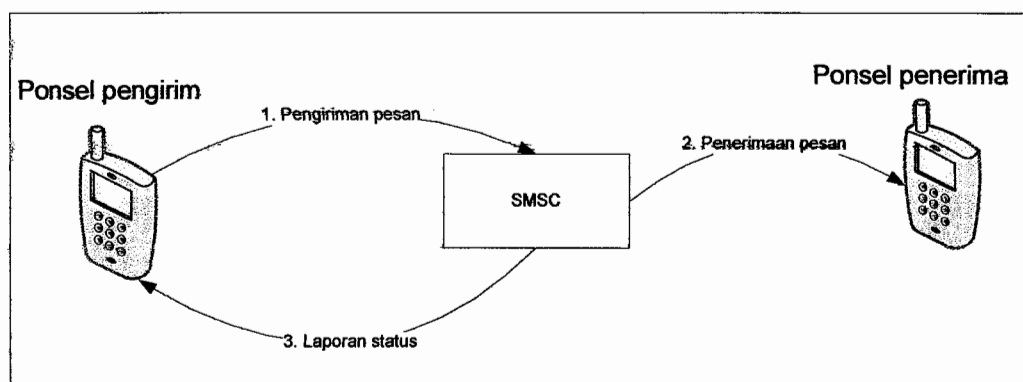 Ponsel pengirim
Ponsel penerima
1. Pengiriman pesan
2. Penerimaan pesan
SMSC
3. Laporan status